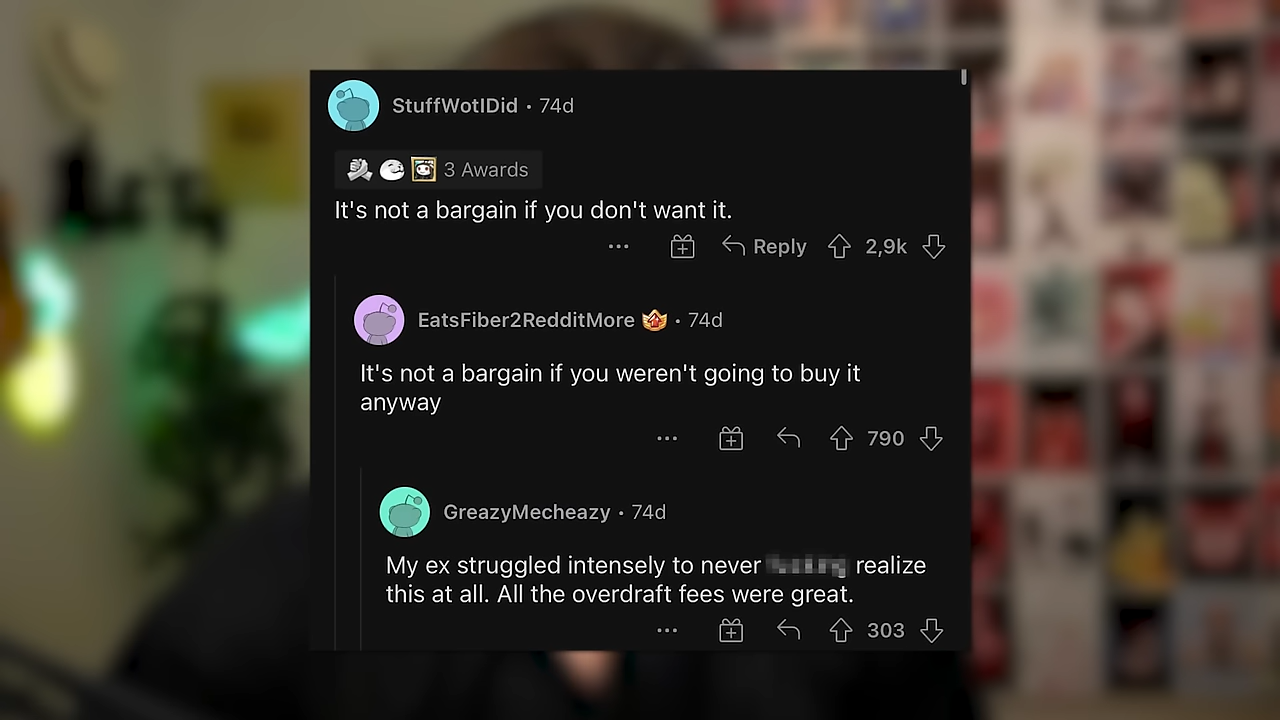 StuffWotIDid • 74d
3 Awards
It's not a bargain if you don't want it.
Reply 2,9k
EatsFiber2RedditMore • 74d
It's not a bargain if you weren't going to buy it
anyway
790
GreazyMecheazy • 74d
My ex struggled intensely to never realize
this at all. All the overdraft fees were great.
303